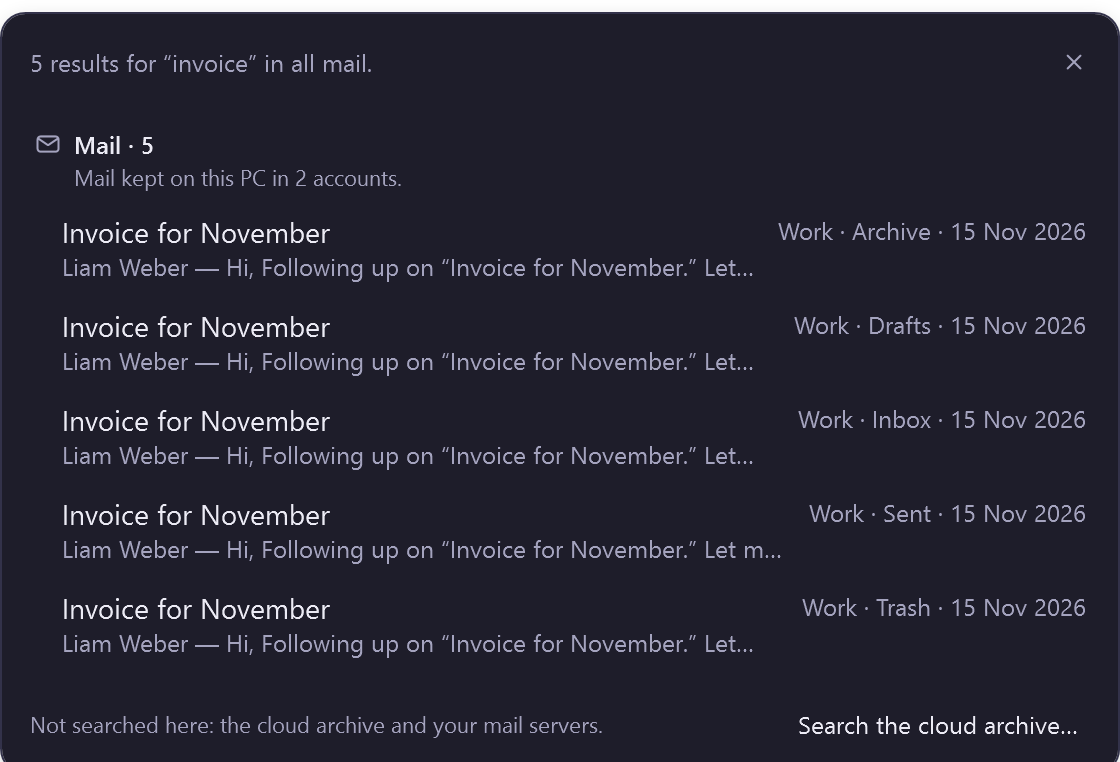 5 results for “invoice” in all mail.
Mail · 5
Mail kept on this PC in 2 accounts.
Invoice for November
Work · Archive · 15 Nov 2026
Liam Weber — Hi, Following up on “Invoice for November.” Let…
Invoice for November
Work · Drafts · 15 Nov 2026
Liam Weber — Hi, Following up on “Invoice for November.” Let…
Invoice for November
Work · Inbox · 15 Nov 2026
Liam Weber — Hi, Following up on “Invoice for November.” Let…
Invoice for November
Work · Sent · 15 Nov 2026
Liam Weber — Hi, Following up on “Invoice for November.” Let m…
Invoice for November
Work · Trash · 15 Nov 2026
Liam Weber — Hi, Following up on “Invoice for November.” Let…
Not searched here: the cloud archive and your mail servers.
Search the cloud archive…